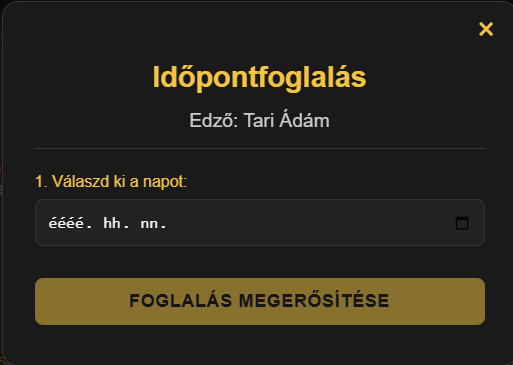 ×
Időpontfoglalás
Edző: Tari Ádám
1. Válaszd ki a napot:
éééé. hh. nn.
FOGLALÁS MEGERŐSÍTÉSE